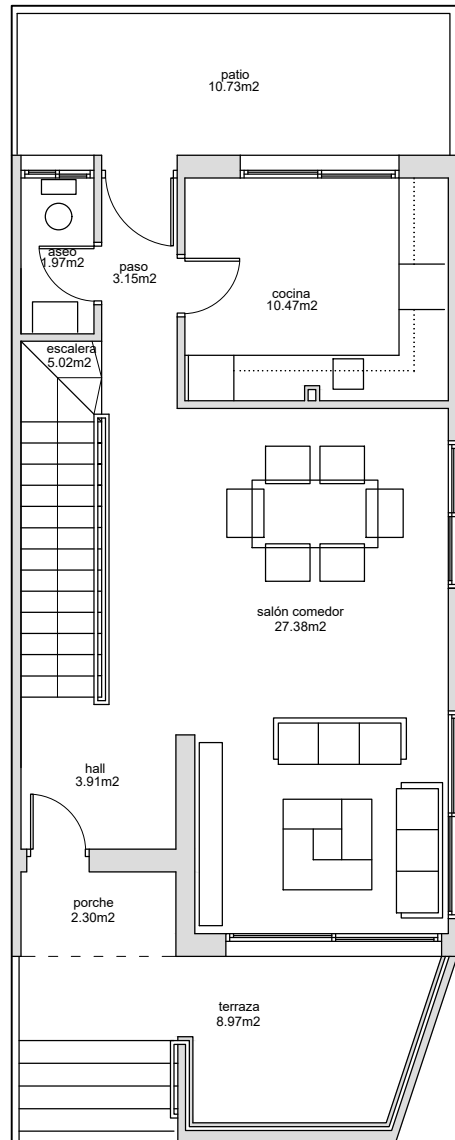 patio
10.73m2
aseo
1.97m2
paso
3.15m2
cocina
10.47m2
escalera
5.02m2
salón comedor
27.38m2
hall
3.91m2
porche
2.30m2
terraza
8.97m2